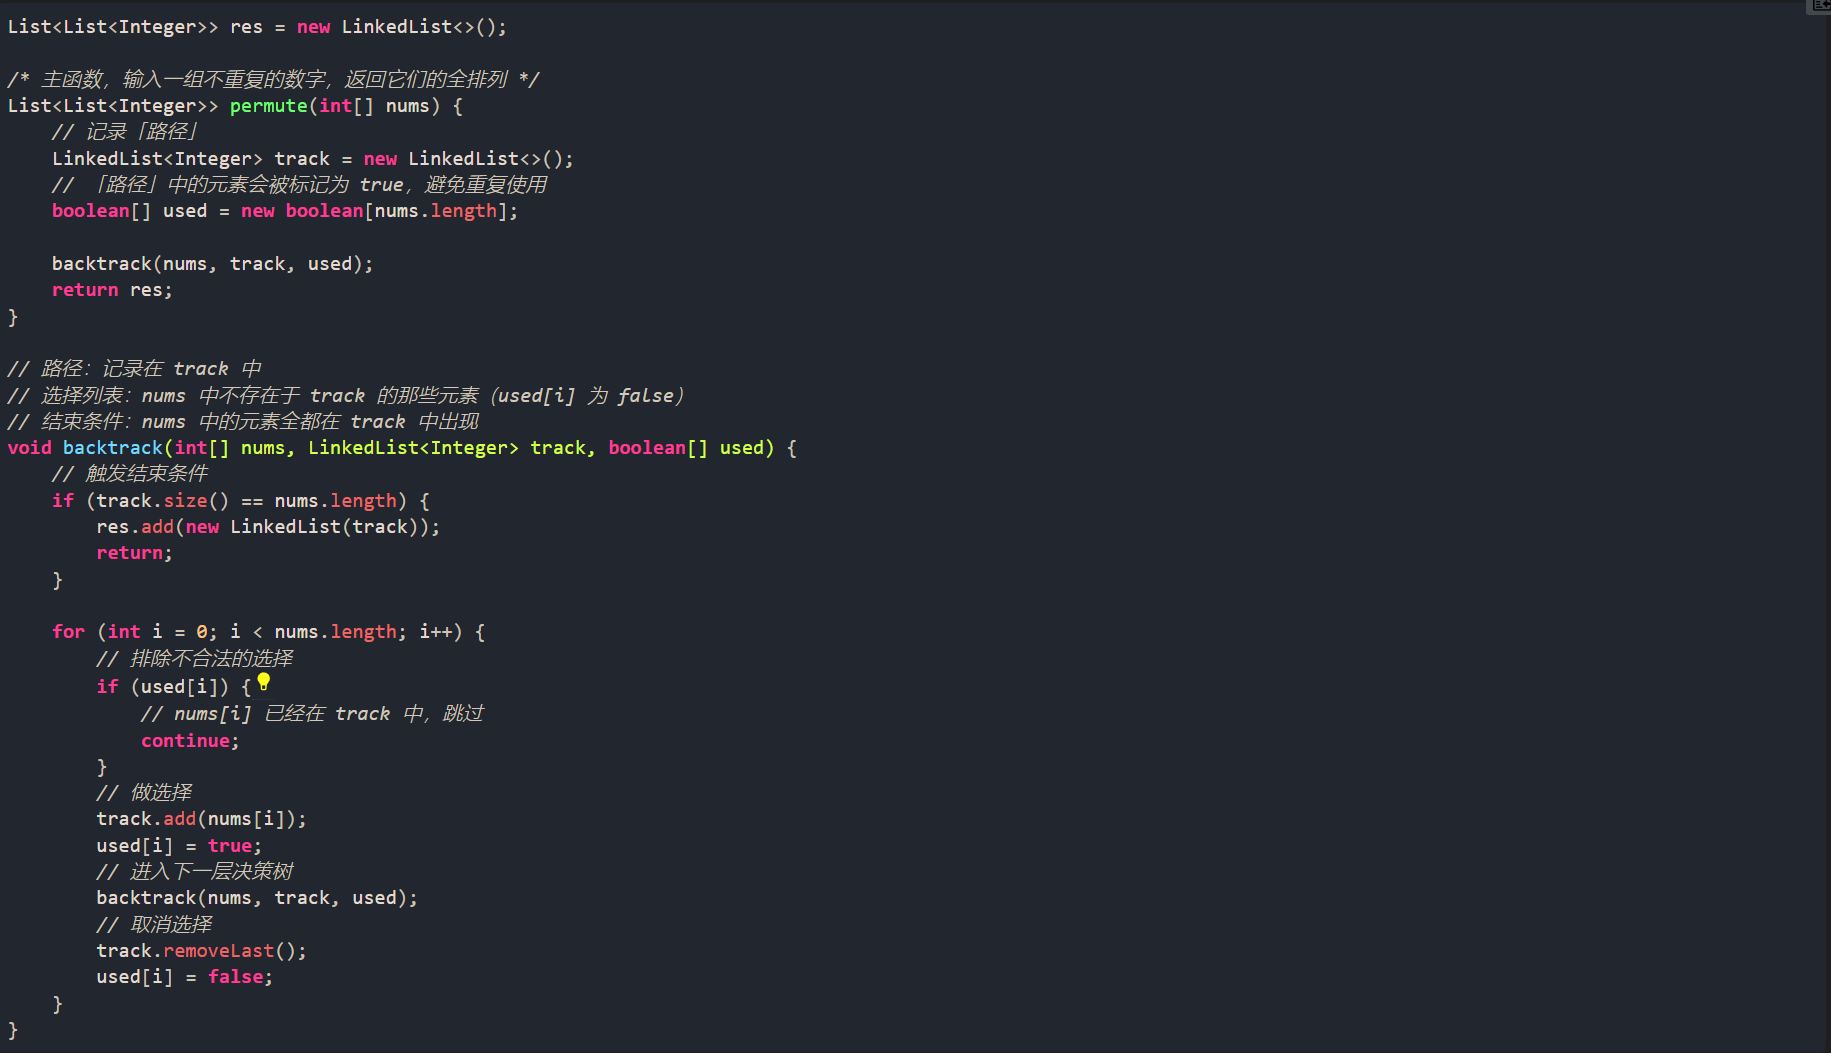 List<List<Integer>> res = new LinkedList<>();

/* 主函数，输入一组不重复的数字，返回它们的全排列 */
List<List<Integer>> permute(int[] nums) {
    // 记录「路径」
    LinkedList<Integer> track = new LinkedList<>();
    // 「路径」中的元素会被标记为 true，避免重复使用
    boolean[] used = new boolean[nums.length];

    backtrack(nums, track, used);
    return res;
}

// 路径：记录在 track 中
// 选择列表：nums 中不存在于 track 的那些元素（used[i] 为 false）
// 结束条件：nums 中的元素全都在 track 中出现
void backtrack(int[] nums, LinkedList<Integer> track, boolean[] used) {
    // 触发结束条件
    if (track.size() == nums.length) {
        res.add(new LinkedList(track));
        return;
    }

    for (int i = 0; i < nums.length; i++) {
        // 排除不合法的选择
        if (used[i]) {
            // nums[i] 已经在 track 中，跳过
            continue;
        }
        // 做选择
        track.add(nums[i]);
        used[i] = true;
        // 进入下一层决策树
        backtrack(nums, track, used);
        // 取消选择
        track.removeLast();
        used[i] = false;
    }
}